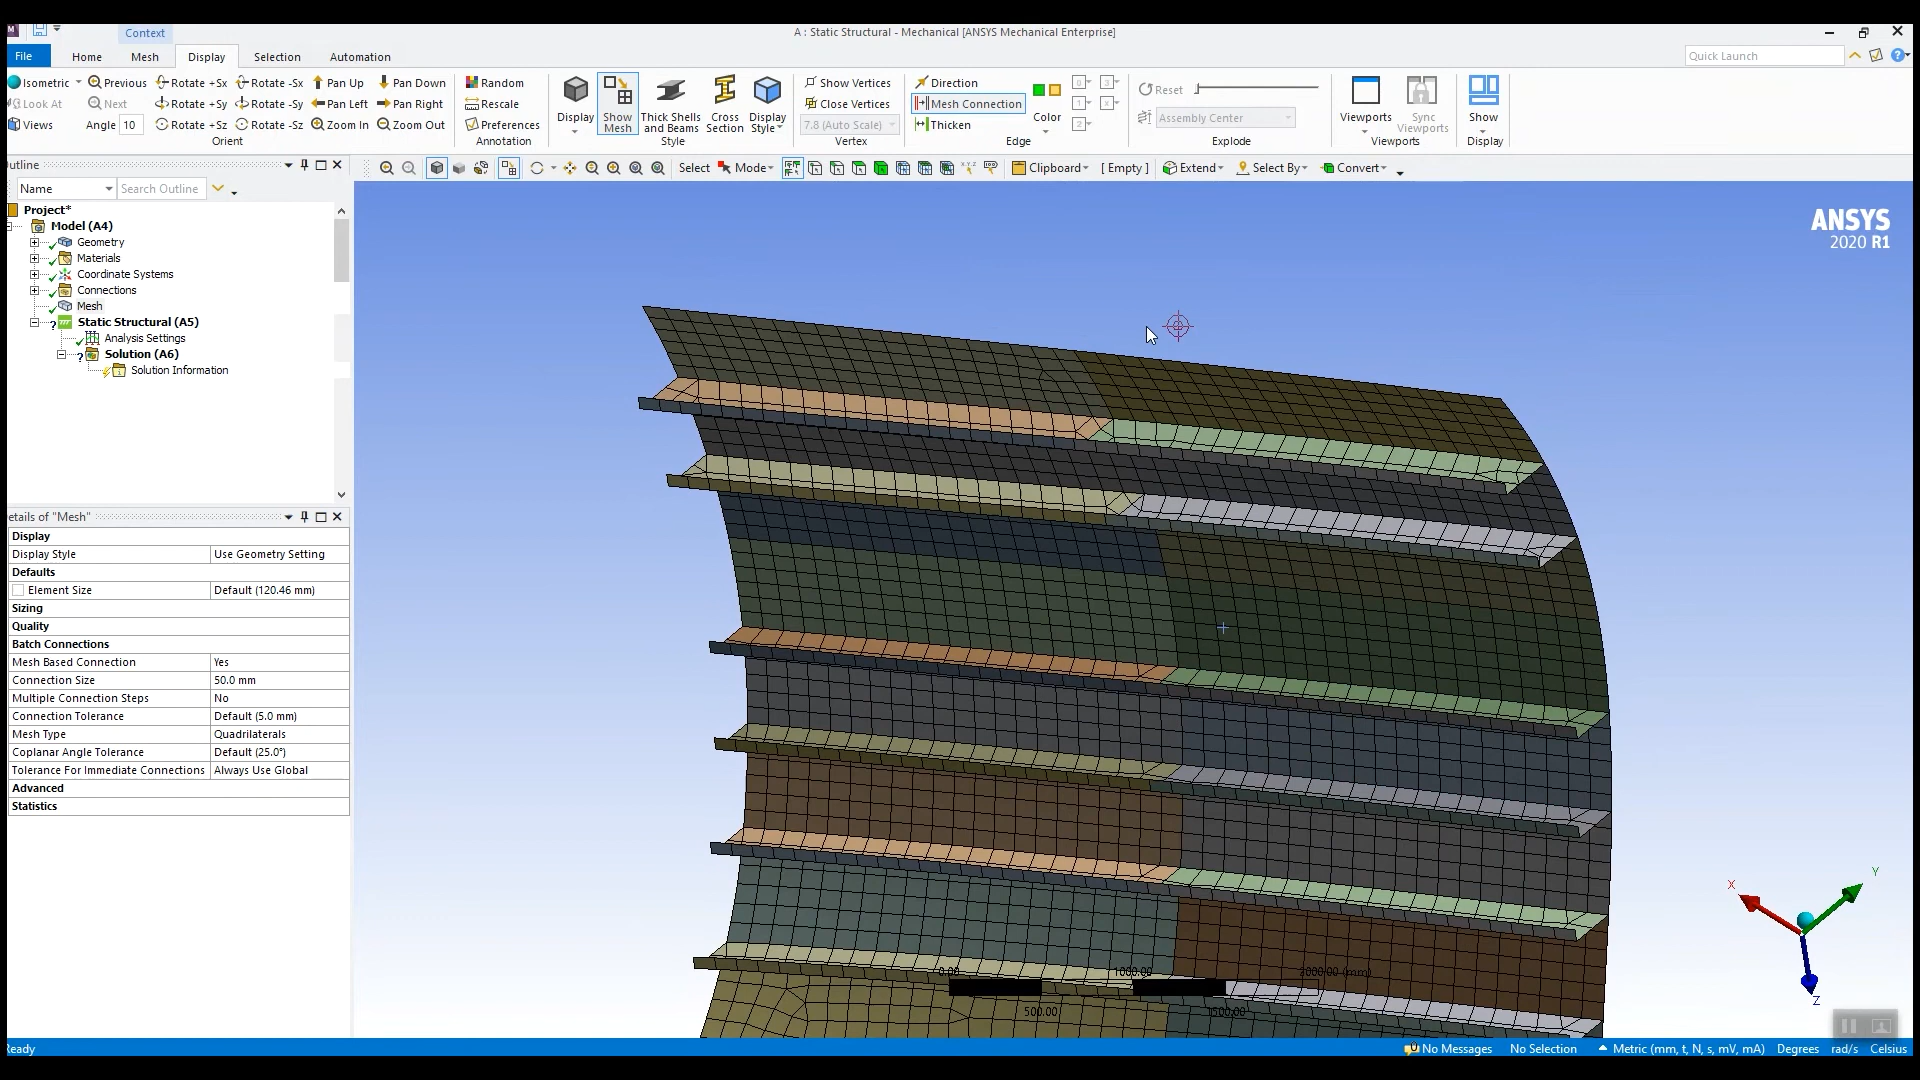 Context
A : Static Structural - Mechanical [ANSYS Mechanical Enterprise]
File Home Mesh Display Selection Automation
Quick Launch
Isometric Previous Rotate +Sx Rotate -Sx Pan Up Pan Down
Look At Next Rotate +Sy Rotate -Sy Pan Left Pan Right
Views Angle 10 Rotate +Sz Rotate -Sz Zoom In Zoom Out
Orient
Random
Rescale
Preferences
Annotation
Display
Show Mesh
Thick Shells and Beams
Cross Section
Display Style
Style
Show Vertices
Close Vertices
7.8 (Auto Scale)
Vertex
Direction
Mesh Connection
Thicken
Color
Edge
Reset
Assembly Center
Explode
Viewports
Sync Viewports
Viewports
Show
Display
Outline
Select Mode Clipboard [ Empty ] Extend Select By Convert
Name Search Outline
Project*
Model (A4)
Geometry
Materials
Coordinate Systems
Connections
Mesh
Static Structural (A5)
Analysis Settings
Solution (A6)
Solution Information
etails of "Mesh"
Display
Display Style Use Geometry Setting
Defaults
Element Size Default (120.46 mm)
Sizing
Quality
Batch Connections
Mesh Based Connection Yes
Connection Size 50.0 mm
Multiple Connection Steps No
Connection Tolerance Default (5.0 mm)
Mesh Type Quadrilaterals
Coplanar Angle Tolerance Default (25.0°)
Tolerance For Immediate Connections Always Use Global
Advanced
Statistics
ANSYS
2020 R1
0.00 1000.00 2000.00 (mm)
500.00 1500.00
X
Y
Z
Ready
No Messages No Selection Metric (mm, t, N, s, mV, mA) Degrees rad/s Celsius